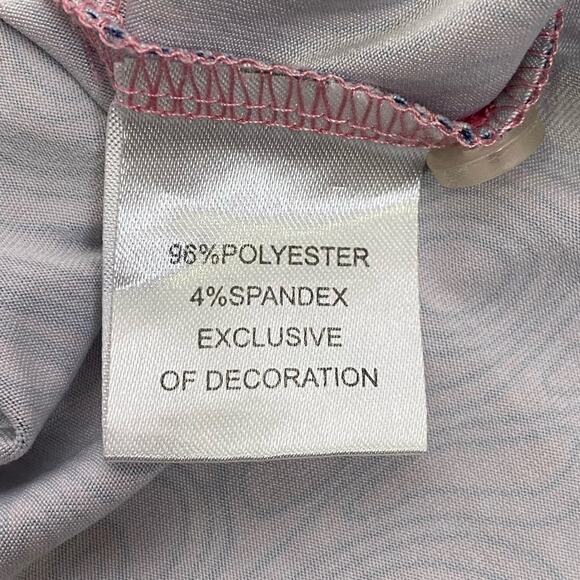 96%POLYESTER
4%SPANDEX
EXCLUSIVE
OF DECORATION